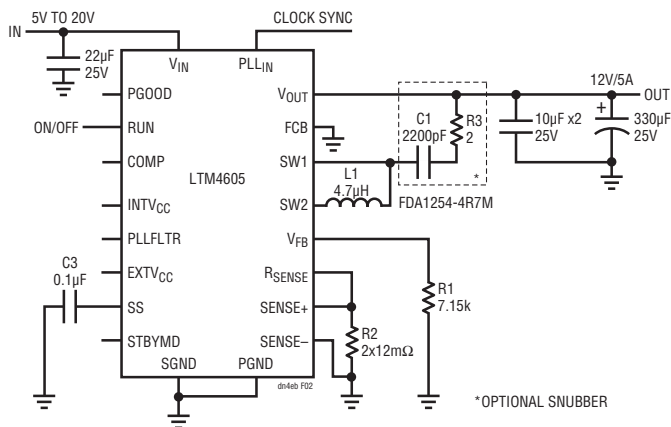 5V TO 20V
IN
CLOCK SYNC
22µF
25V
VIN
PLLIN
PGOOD
VOUT
12V/5A
OUT
ON/OFF
RUN
FCB
C1
2200pF
R3
2
10µF x2
25V
+
330µF
25V
COMP
SW1
LTM4605
L1
4.7µH
*
FDA1254-4R7M
INTVCC
SW2
PLLFLTR
VFB
C3
0.1µF
EXTVCC
RSENSE
R1
7.15k
SS
SENSE+
R2
2x12mΩ
STBYMD
SENSE–
SGND
PGND
dn4eb F02
*OPTIONAL SNUBBER